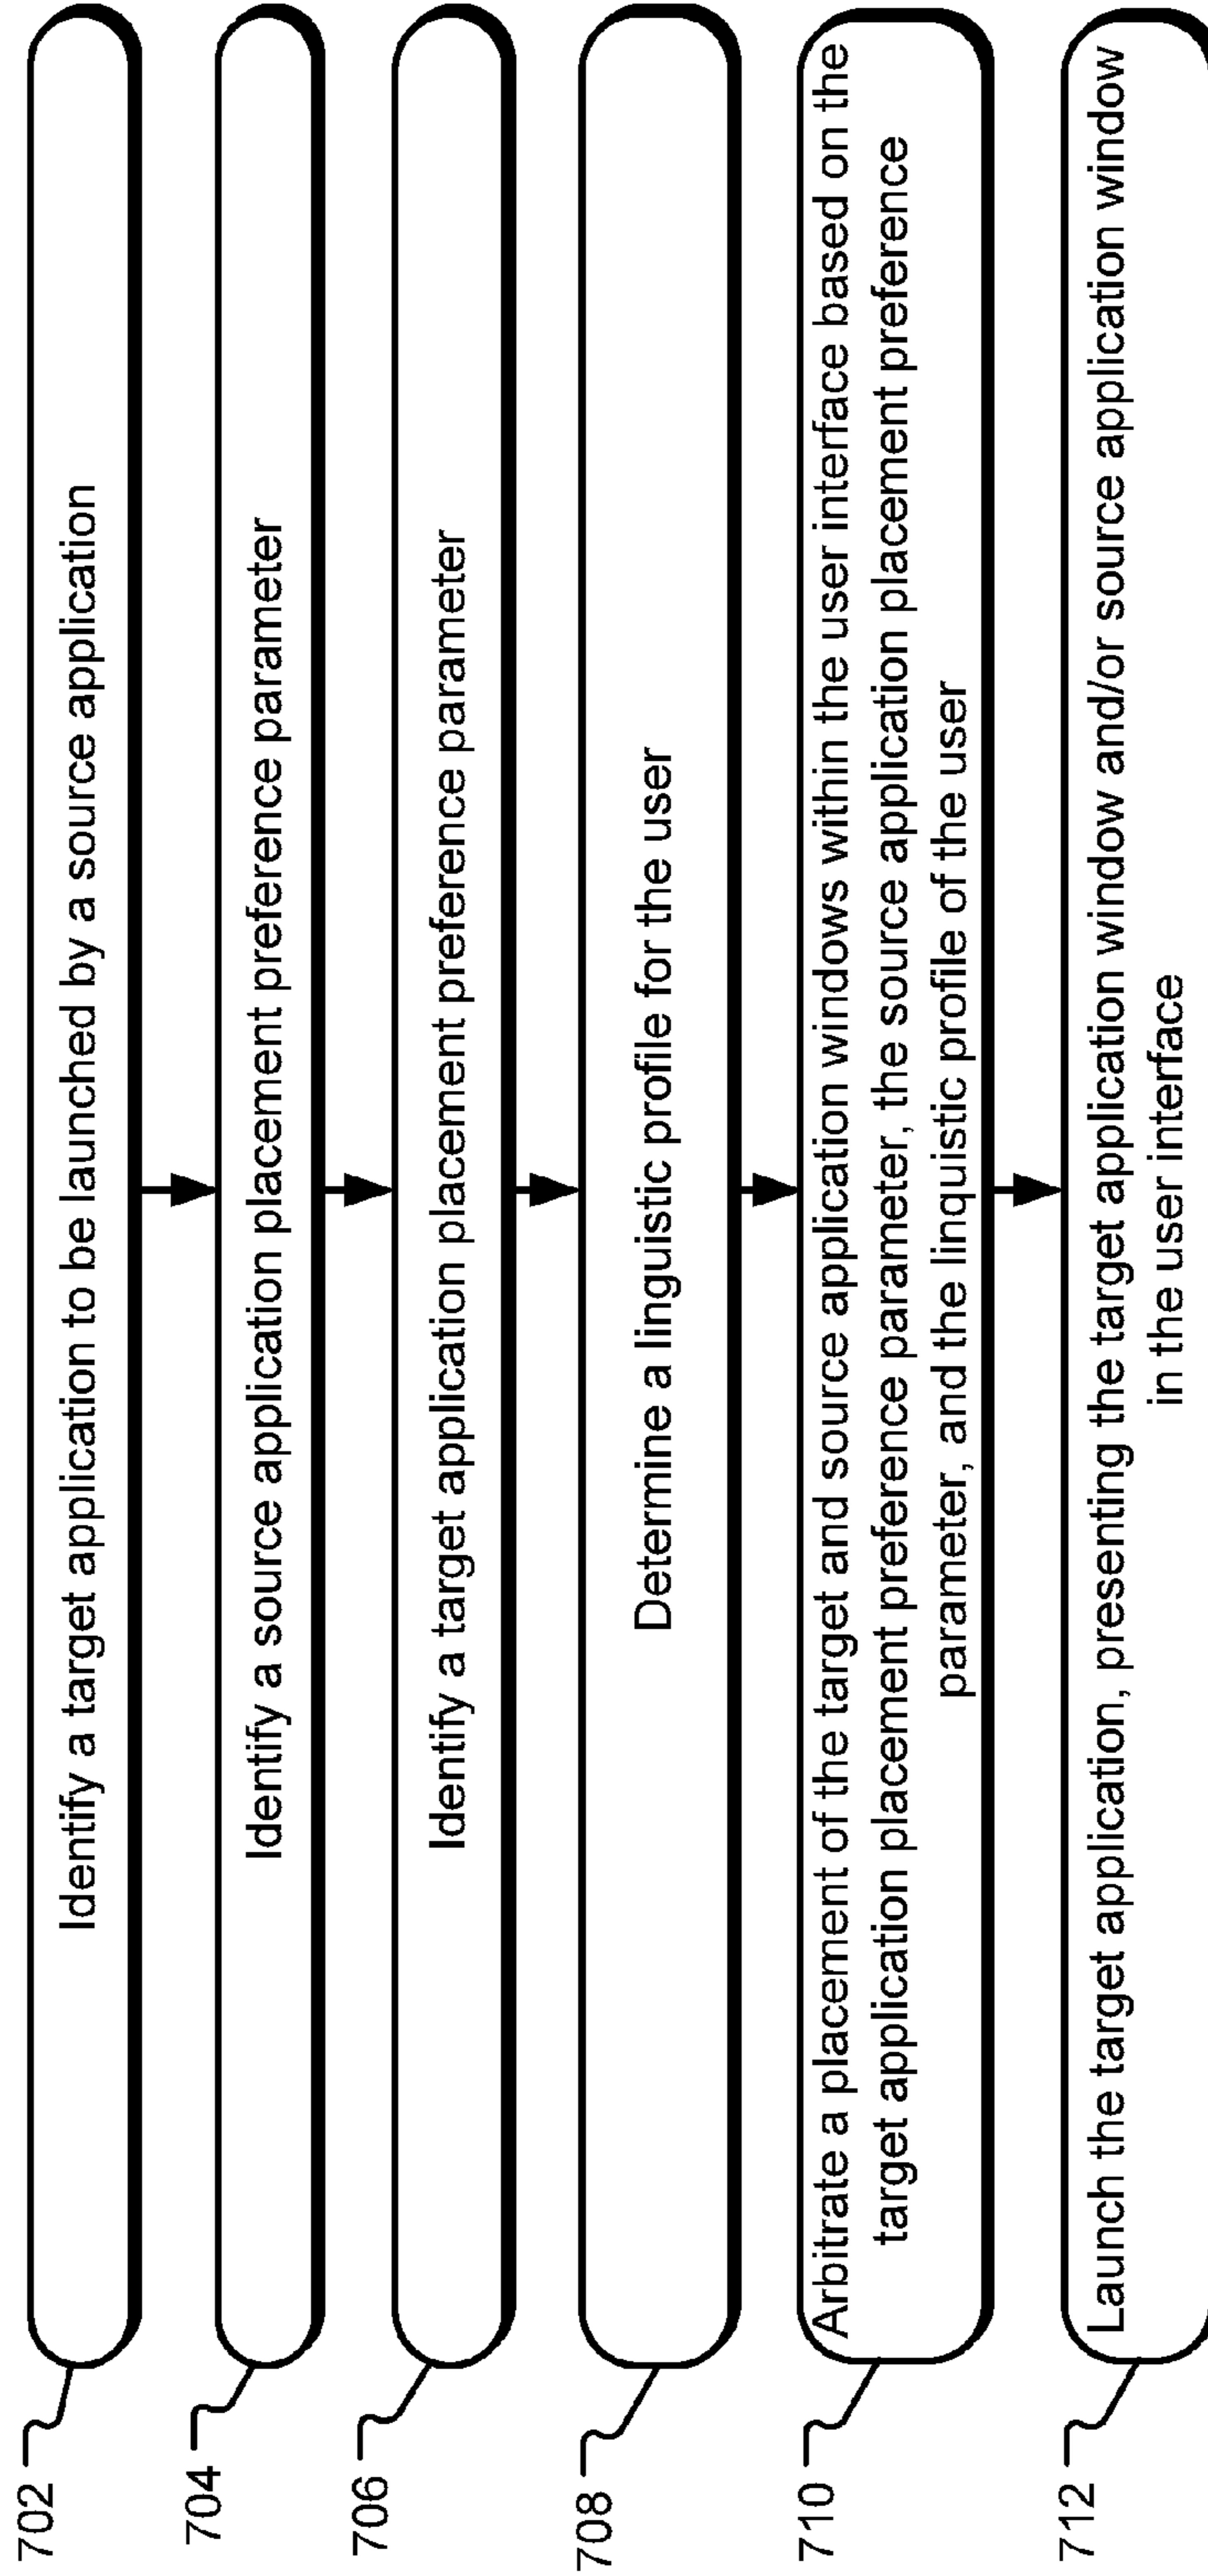 702
Identify a target application to be launched by a source application
704
Identify a source application placement preference parameter
706
Identify a target application placement preference parameter
708
Determine a linguistic profile for the user
710
Arbitrate a placement of the target and source application windows within the user interface based on the
target application placement preference parameter, the source application placement preference
parameter, and the linguistic profile of the user
712
Launch the target application, presenting the target application window and/or source application window
in the user interface